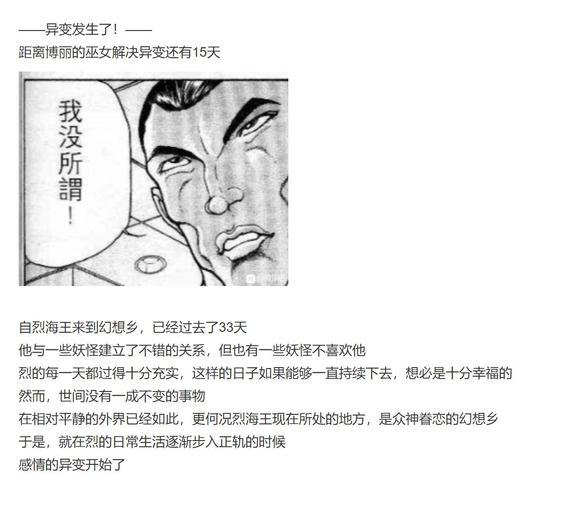 ——异变发生了！——
距离博丽的巫女解决异变还有15天
我没所謂！
自烈海王来到幻想乡，已经过去了33天
他与一些妖怪建立了不错的关系，但也有一些妖怪不喜欢他
烈的每一天都过得十分充实，这样的日子如果能够一直持续下去，想必是十分幸福的
然而，世间没有一成不变的事物
在相对平静的外界已经如此，更何况烈海王现在所处的地方，是众神眷恋的幻想乡
于是，就在烈的日常生活逐渐步入正轨的时候
感情的异变开始了